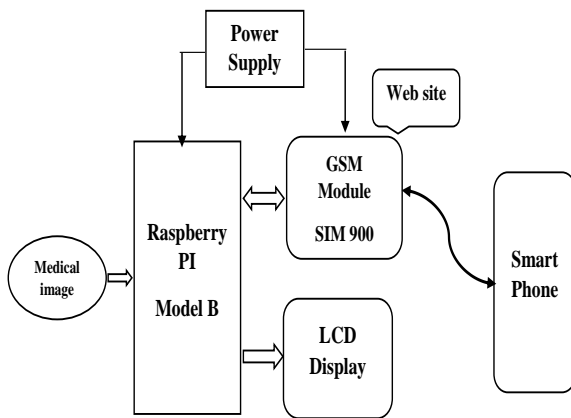 Power
Supply
Web site
GSM
Module
SIM 900
Raspberry
PI
Model B
Medical
image
Smart
Phone
LCD
Display